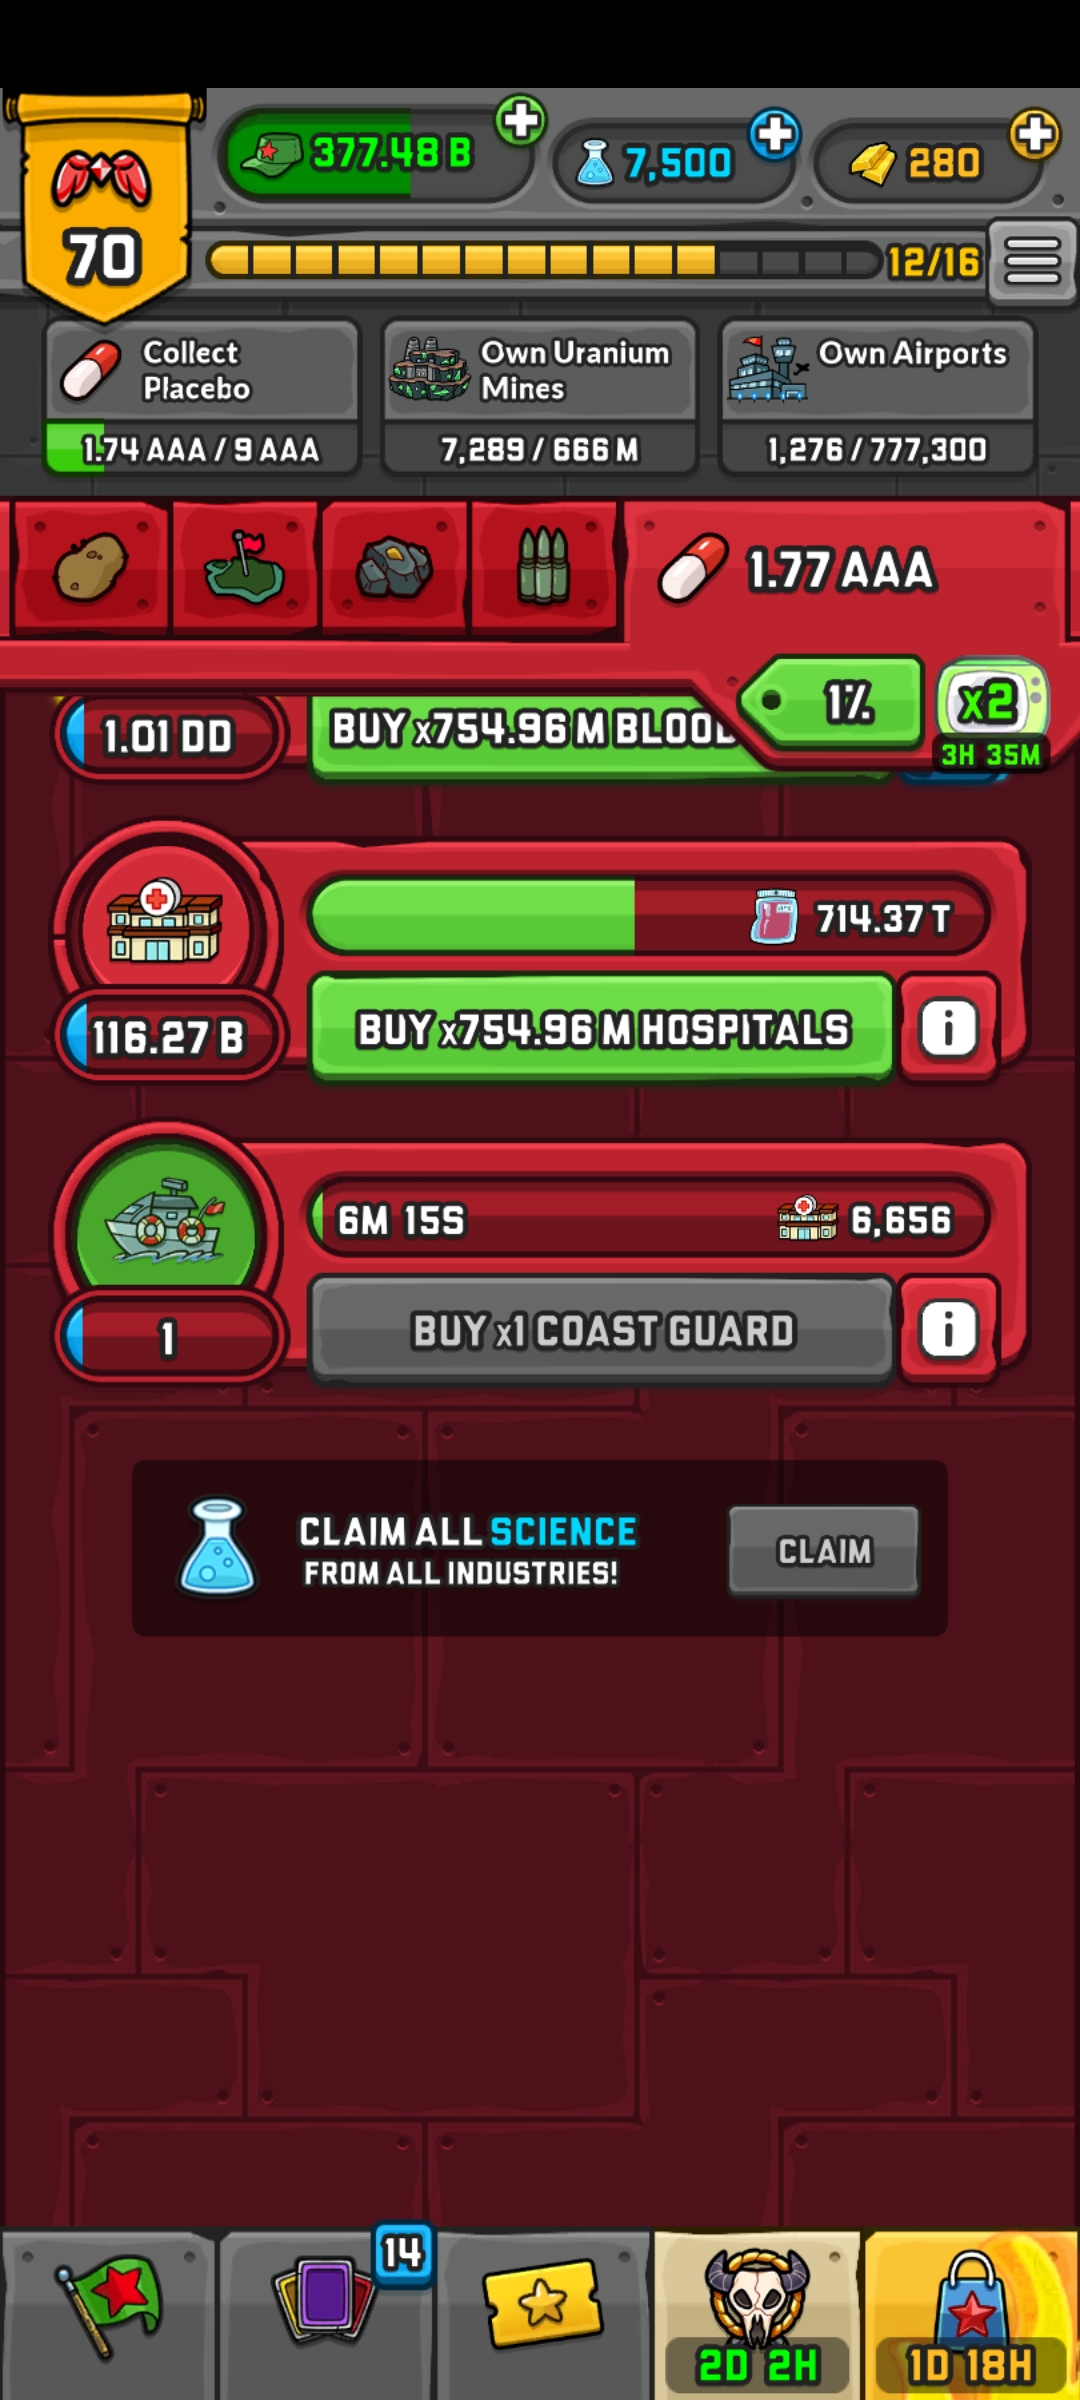 377.48 B
7,500
280
70
12/16
Collect
Placebo
Own Uranium
Mines
Own Airports
1.74 AAA / 9 AAA
7,289 / 666 M
1,276 / 777,300
1.77 AAA
1%
x2
3H 35M
1.01 DD
BUY x754.96 M BLOOD
714.37 T
116.27 B
BUY x754.96 M HOSPITALS
i
6M 15S
6,656
1
BUY x1 COAST GUARD
i
CLAIM ALL SCIENCE
FROM ALL INDUSTRIES!
CLAIM
14
2D 2H
1D 18H